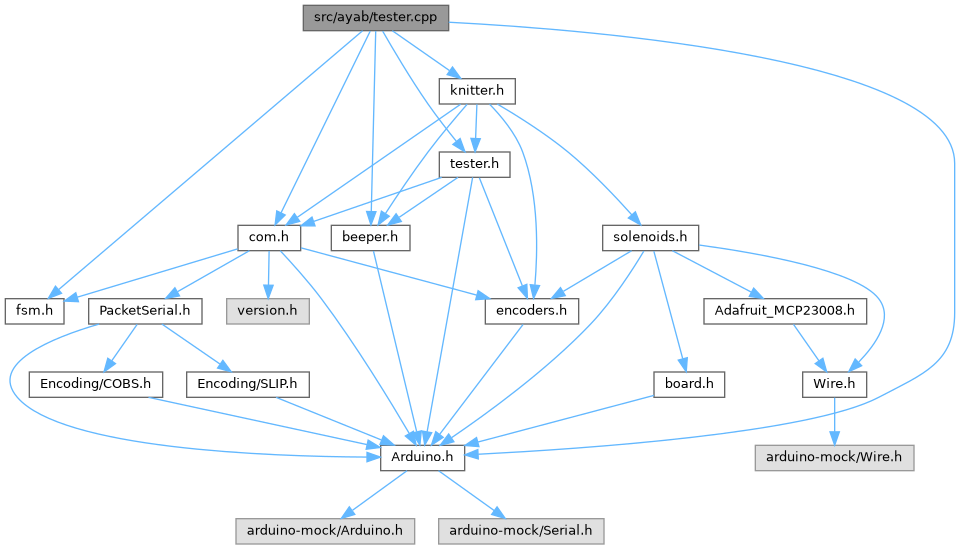 src/ayab/tester.cpp
knitter.h
tester.h
com.h
beeper.h
solenoids.h
fsm.h
PacketSerial.h
version.h
encoders.h
Adafruit_MCP23008.h
Encoding/COBS.h
Encoding/SLIP.h
board.h
Wire.h
Arduino.h
arduino-mock/Wire.h
arduino-mock/Arduino.h
arduino-mock/Serial.h